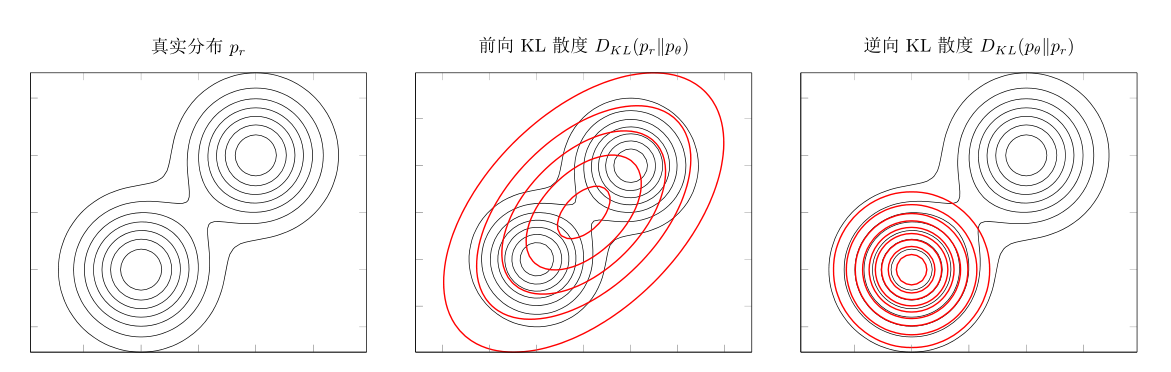 真实分布 $p_r$
前向 KL 散度 $D_{KL}(p_r \| p_\theta)$
逆向 KL 散度 $D_{KL}(p_\theta \| p_r)$